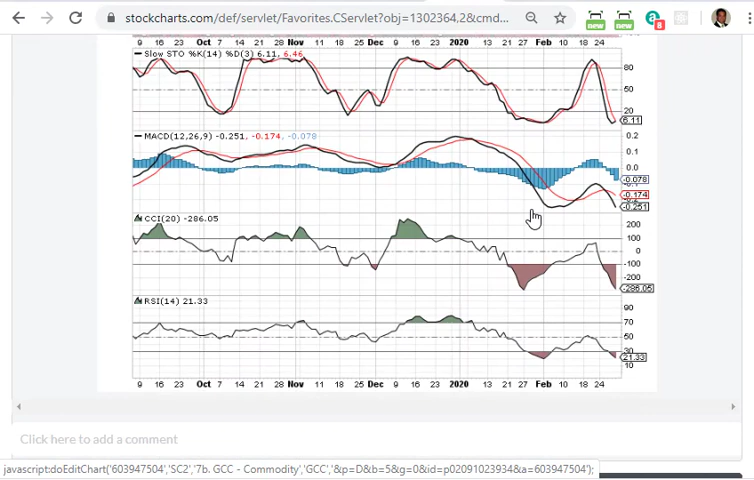 stockcharts.com/def/servlet/Favorites.CServlet?obj=1302364,2&cmd...
8
9 16 23 Oct 7 14 21 28 Nov 11 18 25 Dec 9 16 23 2020 13 21 27 Feb 10 18 24
Slow STO %K(14) %D(3) 6.11, 6.46
80
50
20
6.11
MACD(12,26,9) -0.251, -0.174, -0.078
0.2
0.1
0.0
-0.078
-0.174
-0.251
CCI(20) -286.05
200
100
0
-100
-200
-286.05
RSI(14) 21.33
90
70
50
30
21.33
10
9 16 23 Oct 7 14 21 28 Nov 11 18 25 Dec 9 16 23 2020 13 21 27 Feb 10 18 24
Click here to add a comment
javascript:doEditChart('603947504','SC2','7b. GCC - Commodity','GCC','&p=D&b=5&g=0&id=p02091023934&a=603947504');